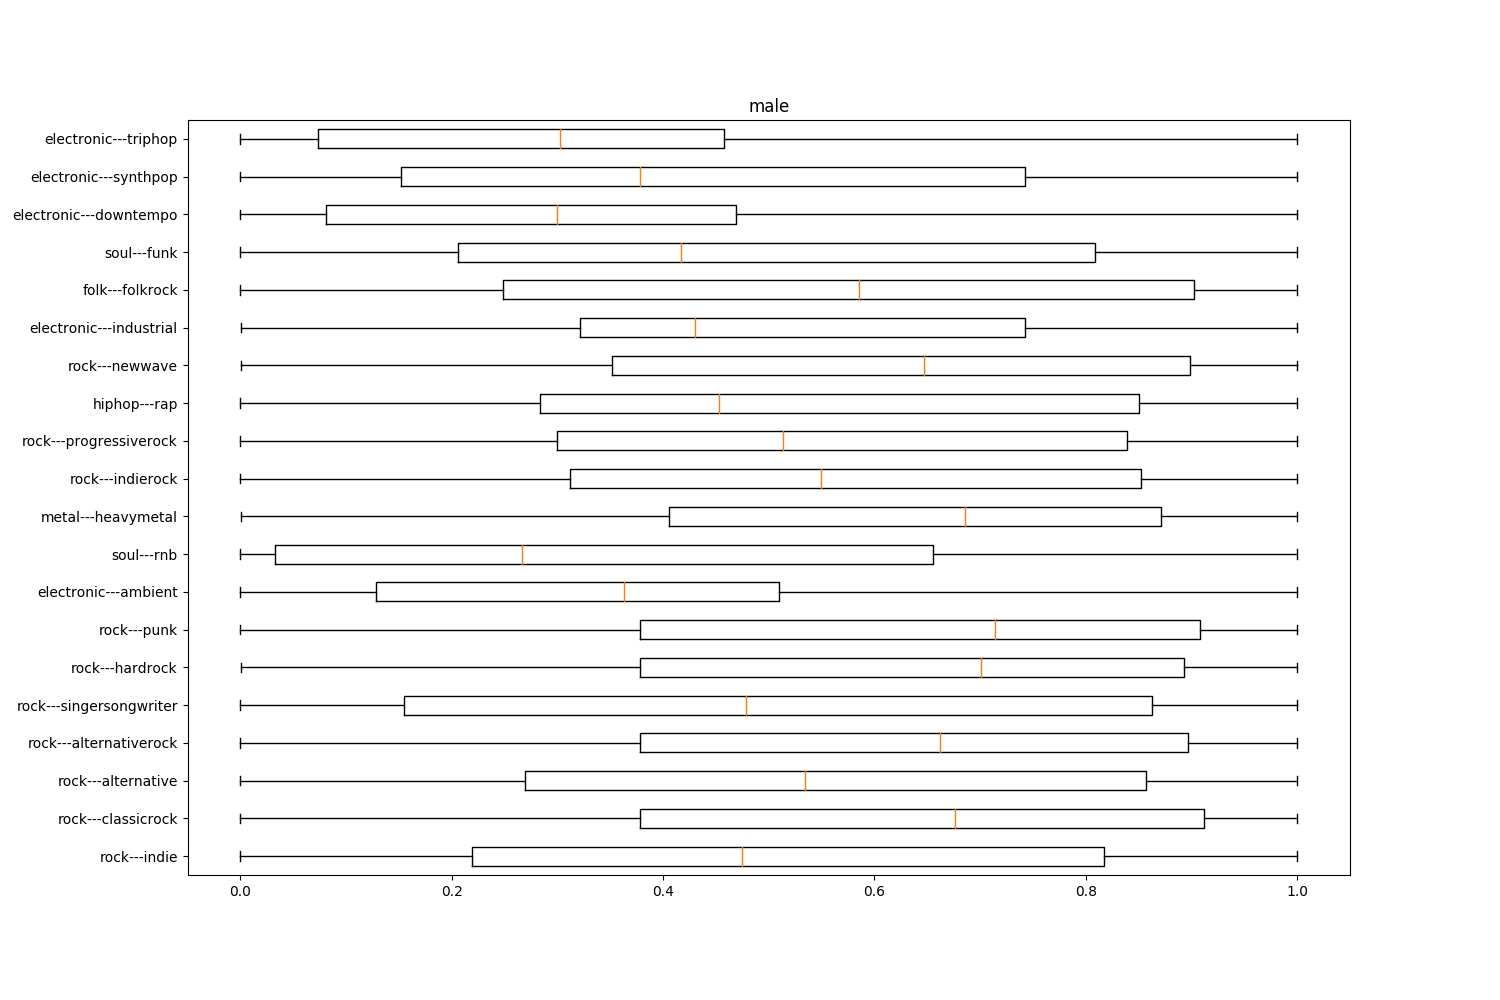 male
electronic---triphop
electronic---synthpop
electronic---downtempo
soul---funk
folk---folkrock
electronic---industrial
rock---newwave
hiphop---rap
rock---progressiverock
rock---indierock
metal---heavymetal
soul---rnb
electronic---ambient
rock---punk
rock---hardrock
rock---singersongwriter
rock---alternativerock
rock---alternative
rock---classicrock
rock---indie
0.0 0.2 0.4 0.6 0.8 1.0